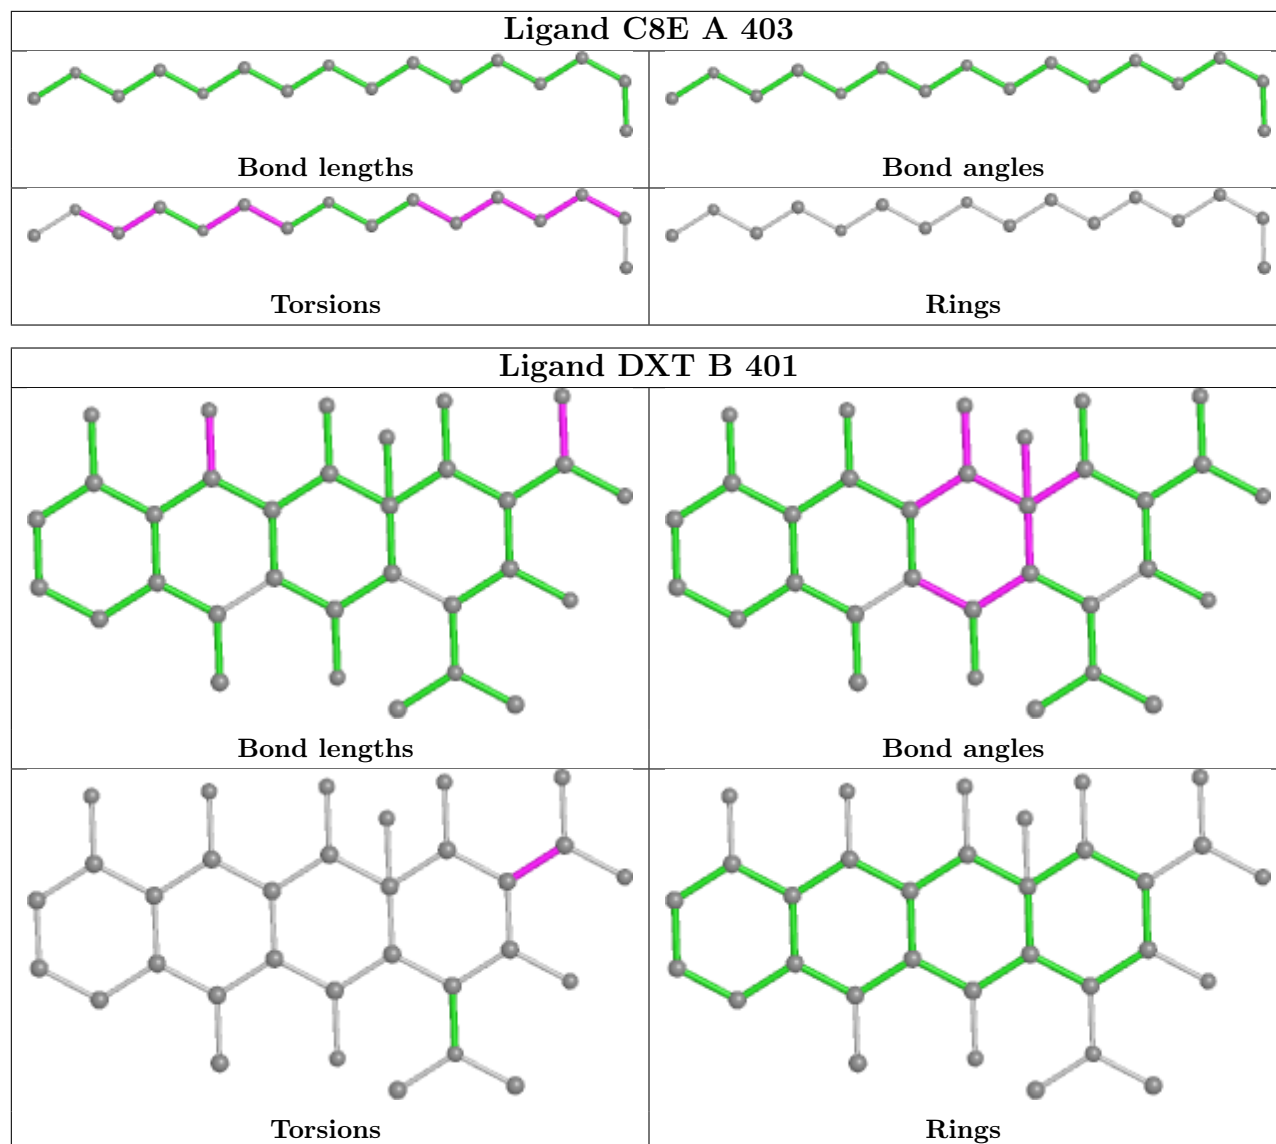 Ligand C8E A 403
Bond lengths
Bond angles
Torsions
Rings
Ligand DXT B 401
Bond lengths
Bond angles
Torsions
Rings